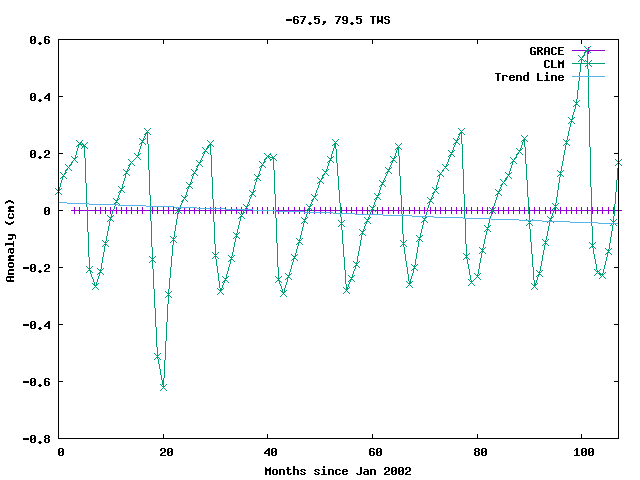 -67.5, 79.5 TWS
0.6
0.4
0.2
0
-0.2
-0.4
-0.6
-0.8
Anomaly (cm)
GRACE
CLM
Trend Line
0 20 40 60 80 100
Months since Jan 2002